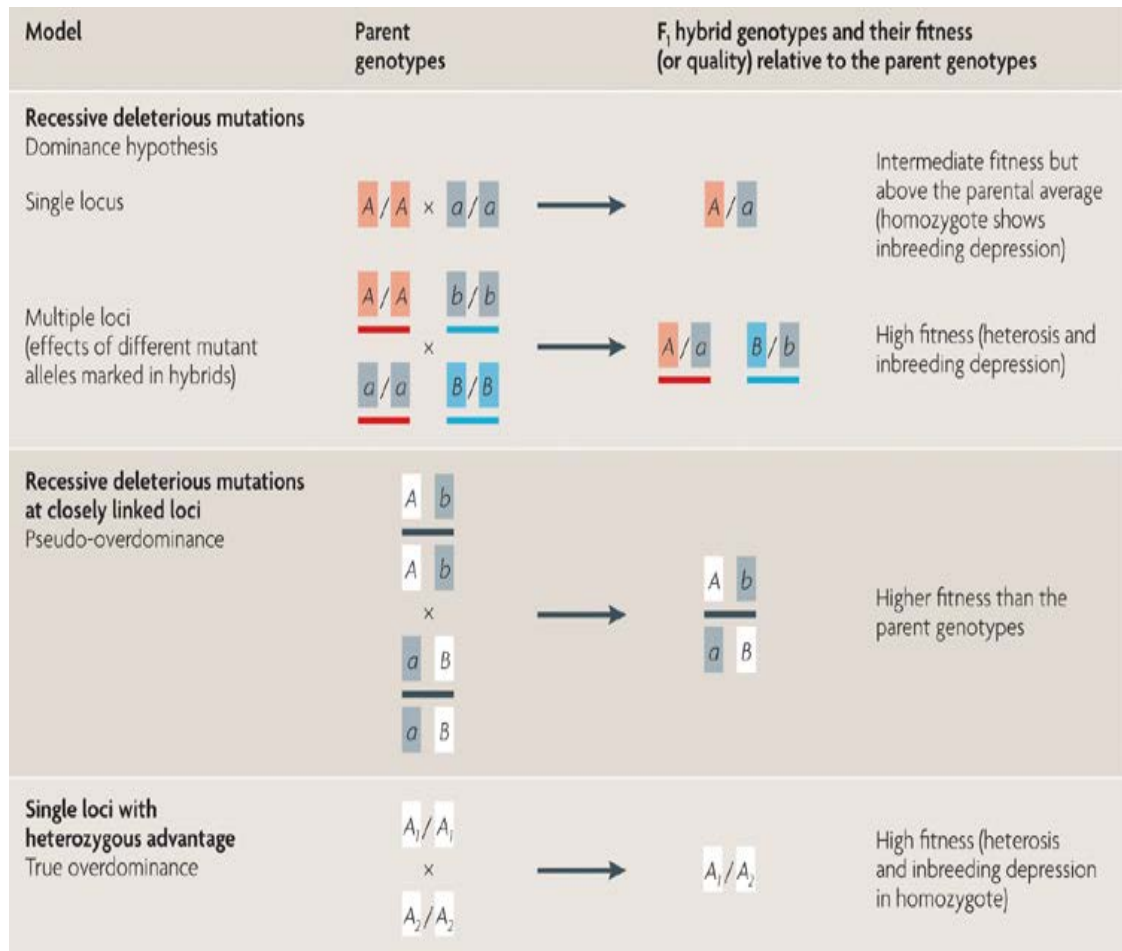 Model
Parent
genotypes
F1 hybrid genotypes and their fitness
(or quality) relative to the parent genotypes
Recessive deleterious mutations
Dominance hypothesis
Single locus
A/A × a/a
A/a
Intermediate fitness but
above the parental average
(homozygote shows
inbreeding depression)
Multiple loci
(effects of different mutant
alleles marked in hybrids)
A/A b/b
×
a/a B/B
A/a B/b
High fitness (heterosis and
inbreeding depression)
Recessive deleterious mutations
at closely linked loci
Pseudo-overdominance
A b
A b
×
a B
a B
A b
a B
Higher fitness than the
parent genotypes
Single loci with
heterozygous advantage
True overdominance
A1/A1
×
A2/A2
A1/A2
High fitness (heterosis
and inbreeding depression
in homozygote)